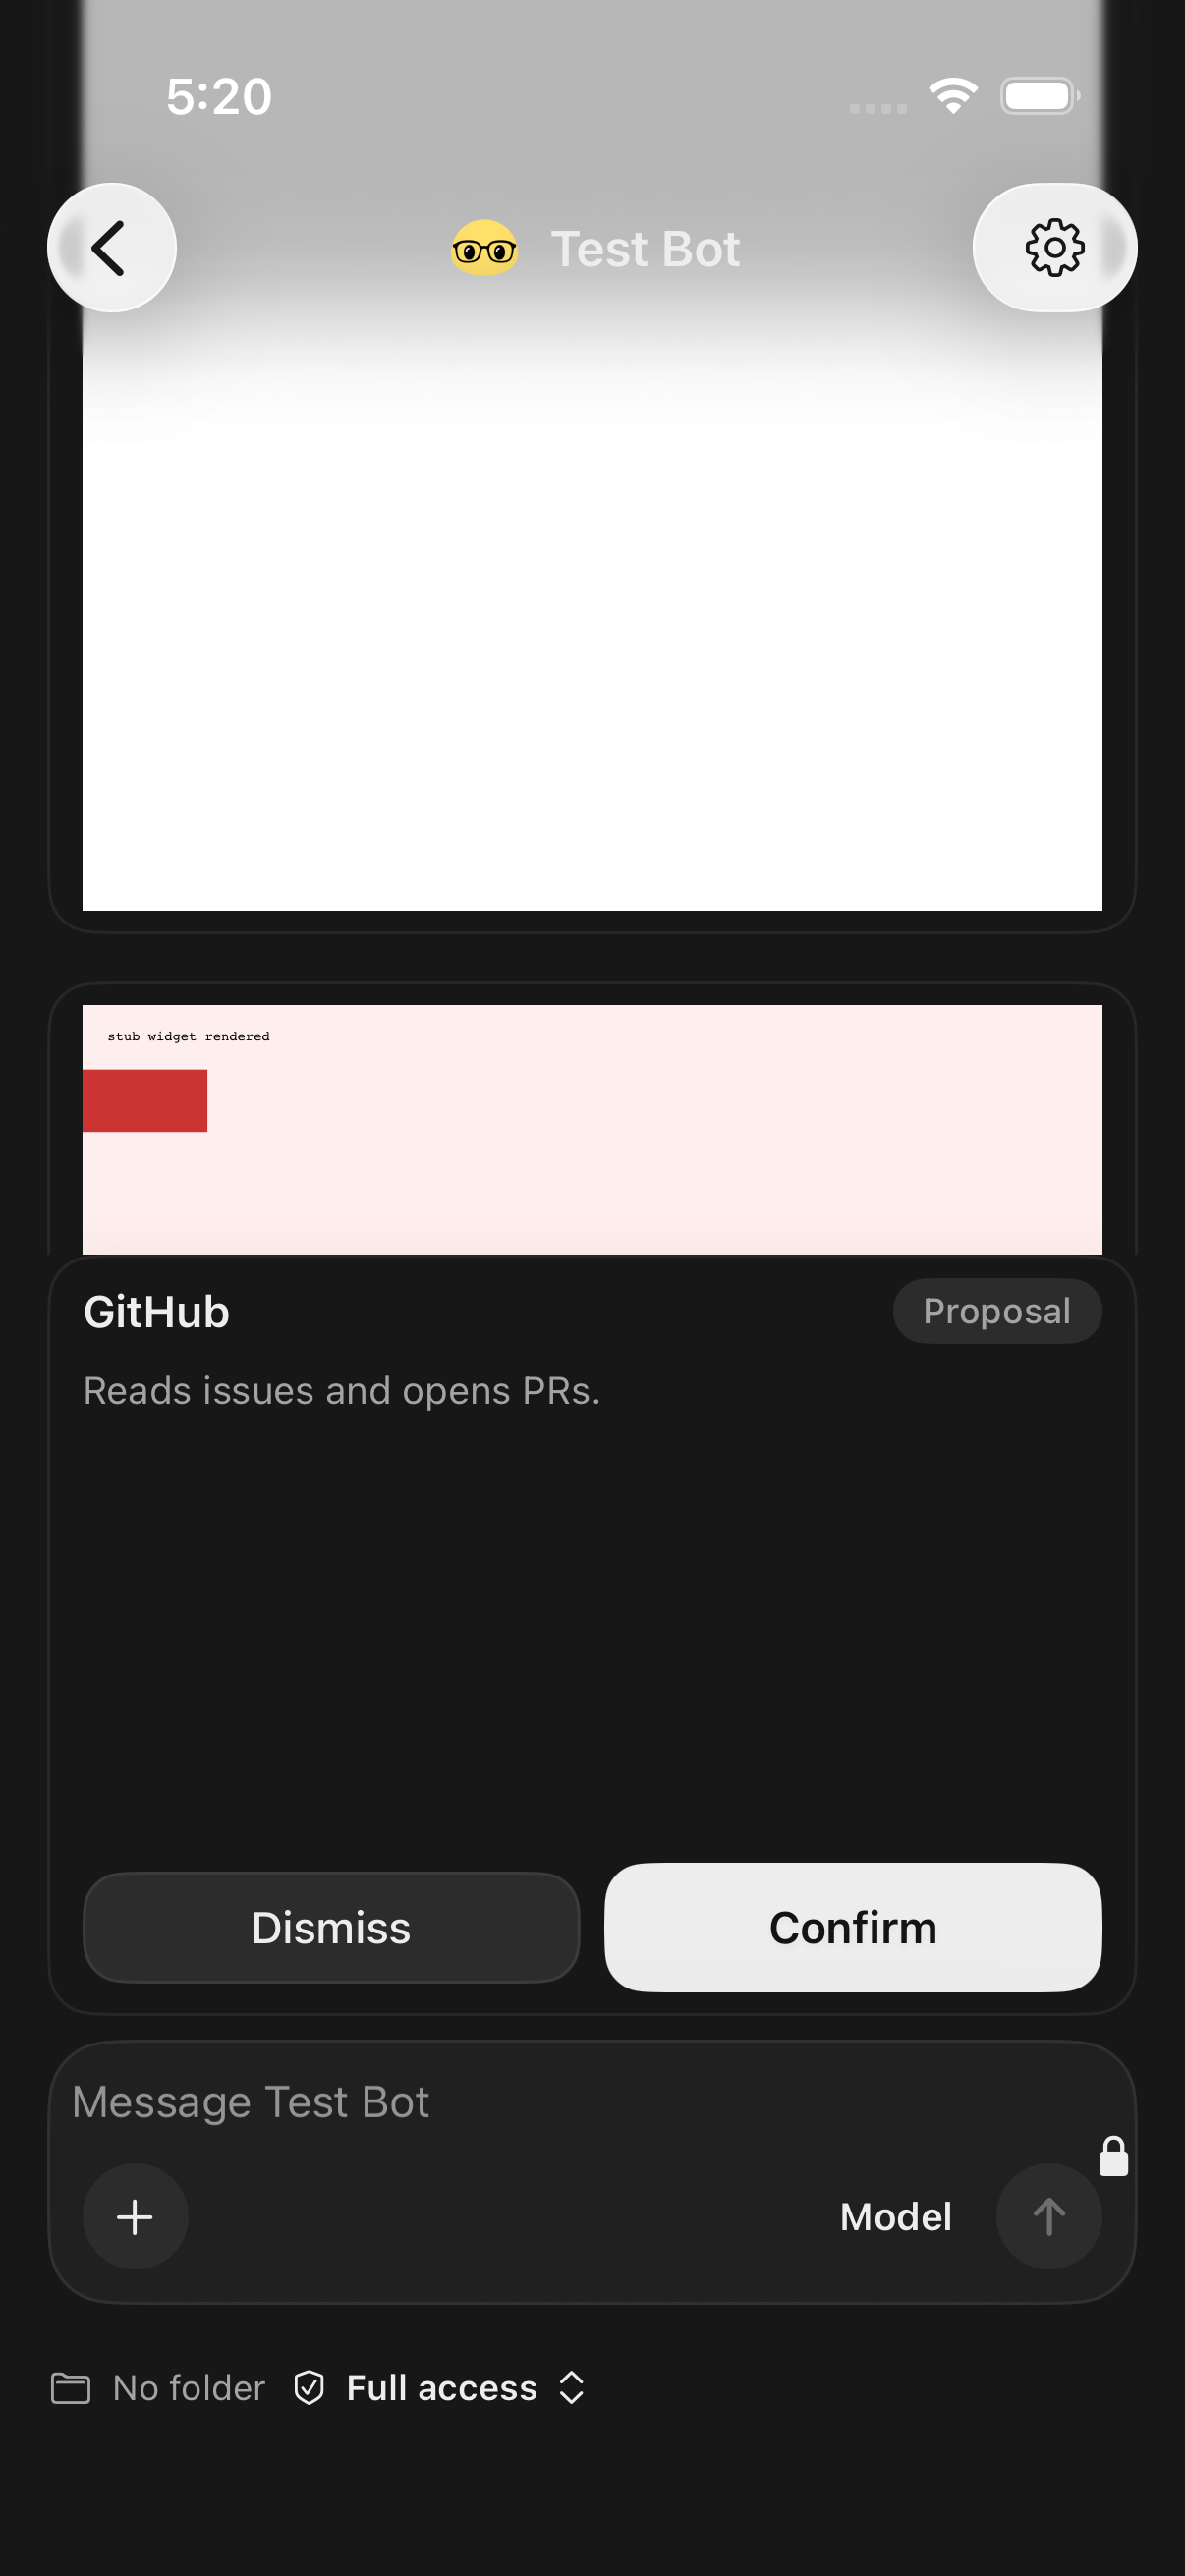 5:20
Test Bot
stub widget rendered
GitHub
Proposal
Reads issues and opens PRs.
Dismiss
Confirm
Message Test Bot
Model
No folder
Full access